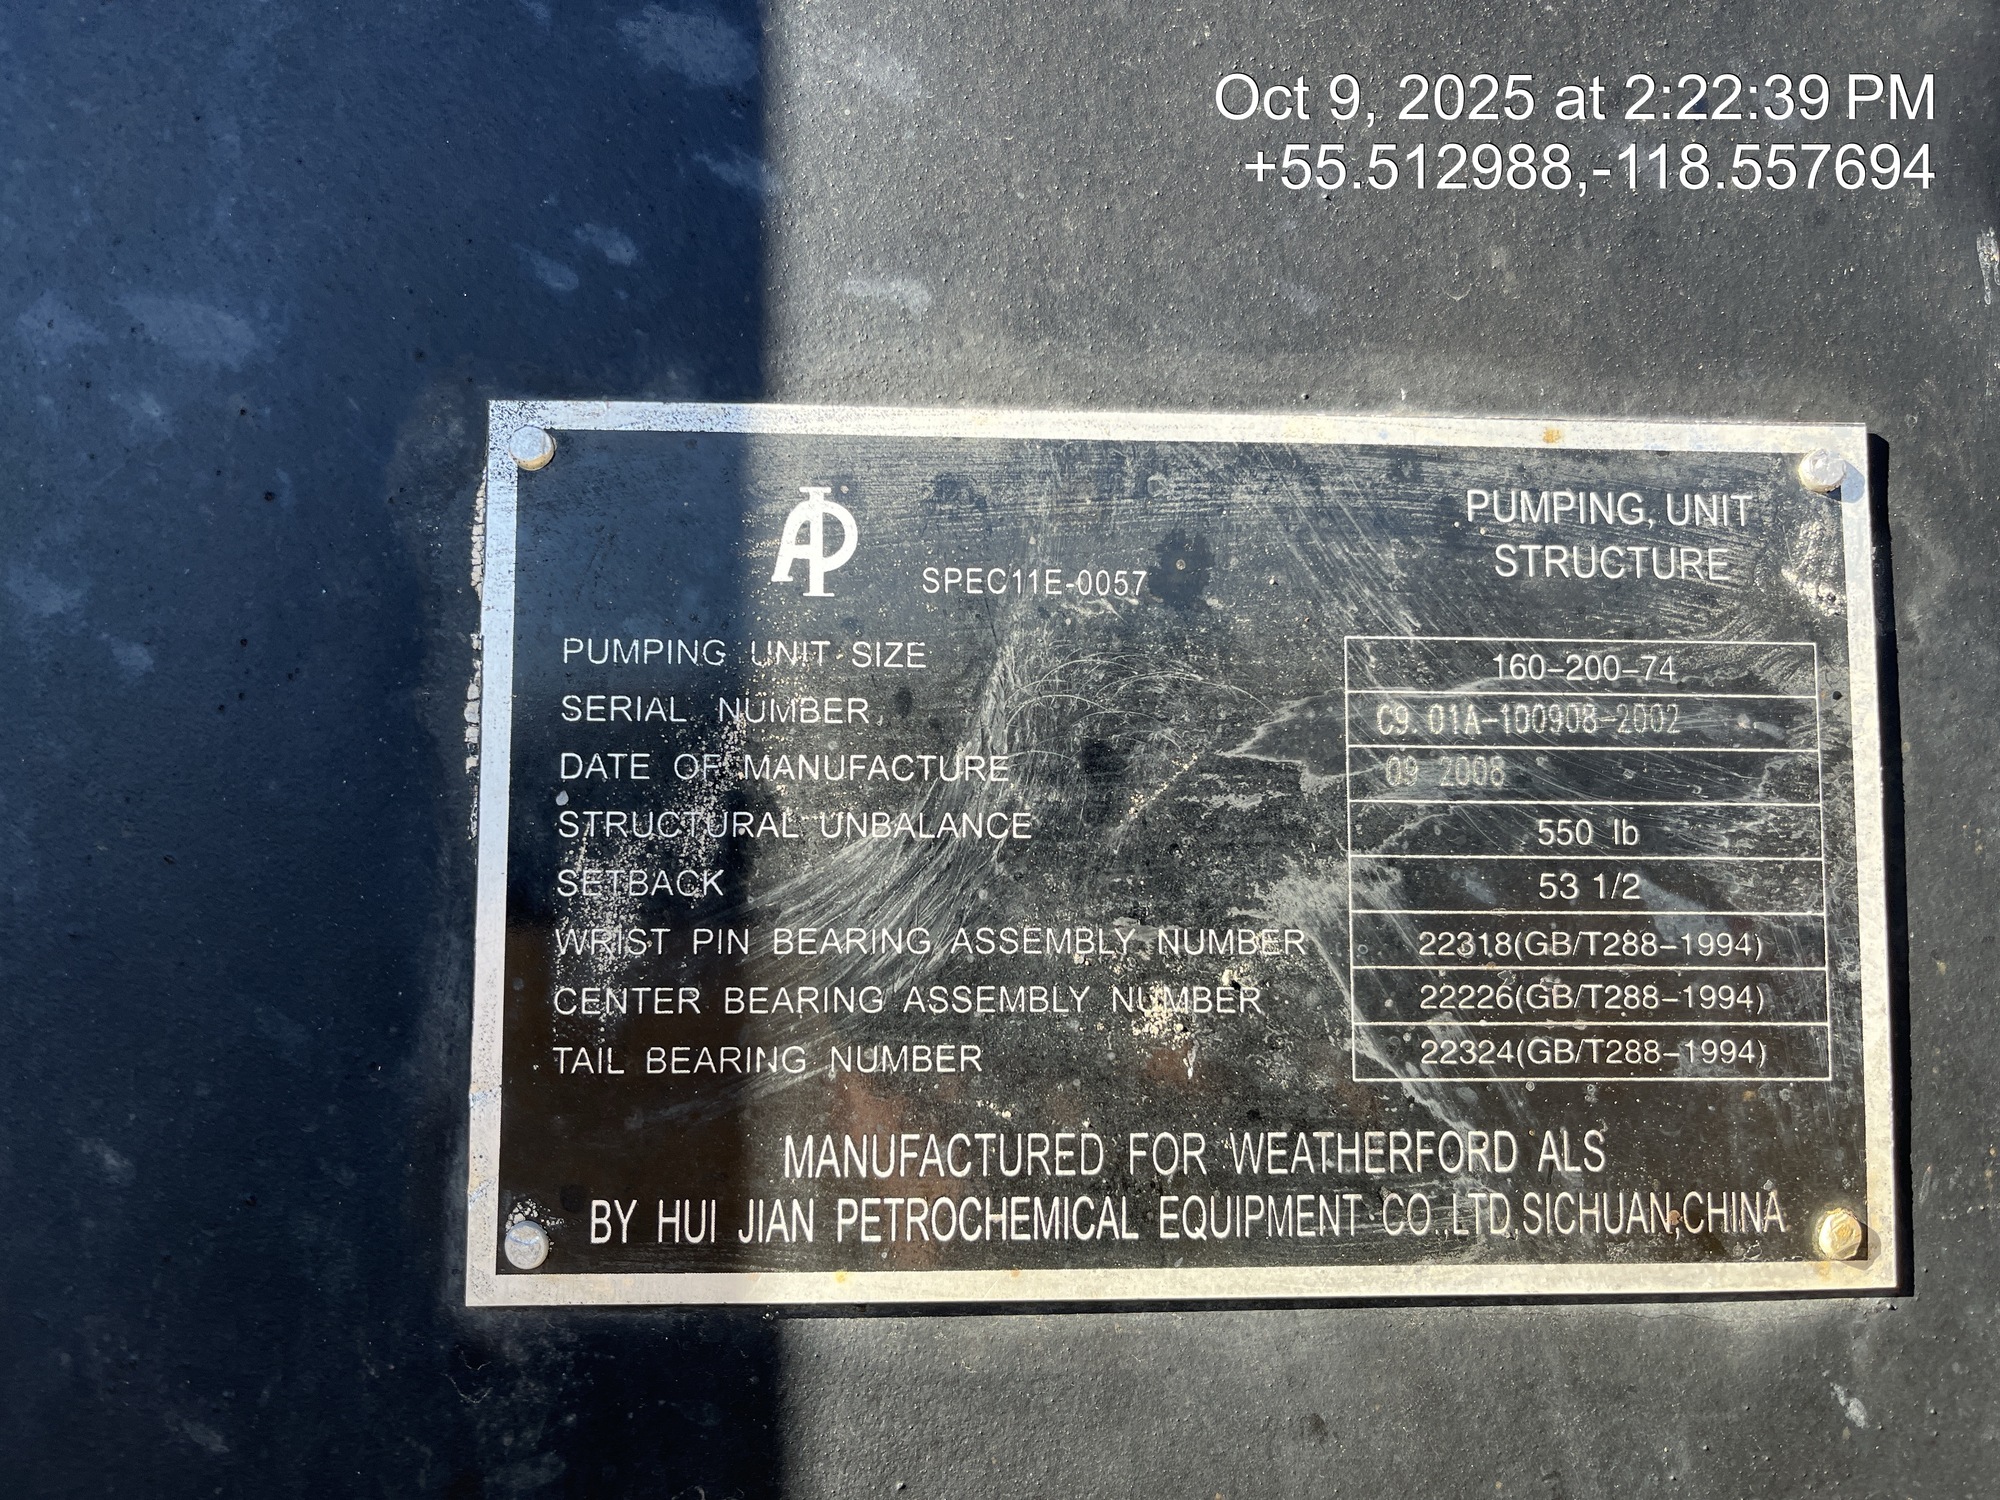 Oct 9, 2025 at 2:22:39 PM
+55.512988,-118.557694
API
SPEC11E-0057
PUMPING UNIT
STRUCTURE
PUMPING UNIT SIZE 160-200-74
SERIAL NUMBER C9.01A-100908-2002
DATE OF MANUFACTURE 09 2008
STRUCTURAL UNBALANCE 550 lb
SETBACK 53 1/2
WRIST PIN BEARING ASSEMBLY NUMBER 22318(GB/T288-1994)
CENTER BEARING ASSEMBLY NUMBER 22226(GB/T288-1994)
TAIL BEARING NUMBER 22324(GB/T288-1994)
MANUFACTURED FOR WEATHERFORD ALS
BY HUI JIAN PETROCHEMICAL EQUIPMENT CO.,LTD,SICHUAN,CHINA